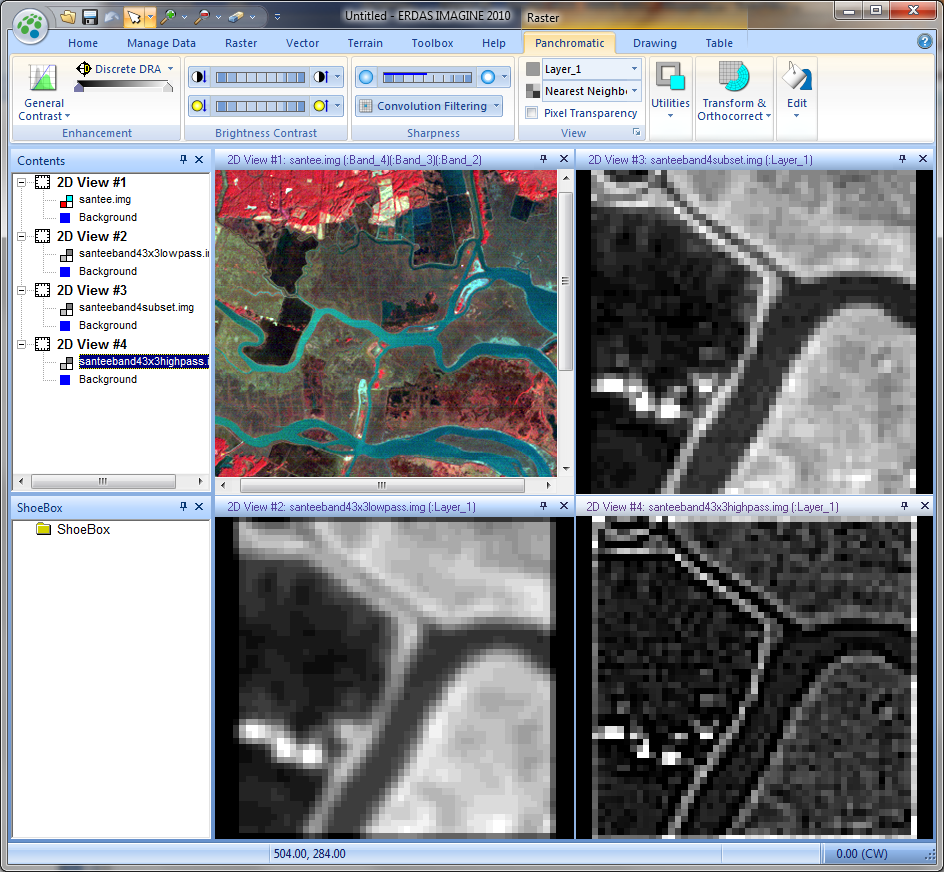 Untitled - ERDAS IMAGINE 2010
Raster
Home
Manage Data
Raster
Vector
Terrain
Toolbox
Help
Panchromatic
Drawing
Table
General
Contrast
Discrete DRA
Enhancement
Brightness Contrast
Convolution Filtering
Sharpness
Layer_1
Nearest Neighb
Pixel Transparency
View
Utilities
Transform &
Orthocorrect
Edit
Contents
2D View #1
santee.img
Background
2D View #2
santeeband43x3lowpass.i
Background
2D View #3
santeeband4subset.img
Background
2D View #4
santeeband43x3highpass.
Background
ShoeBox
ShoeBox
2D View #1: santee.img (:Band_4)(:Band_3)(:Band_2)
2D View #3: santeeband4subset.img (:Layer_1)
2D View #2: santeeband43x3lowpass.img (:Layer_1)
2D View #4: santeeband43x3highpass.img (:Layer_1)
504.00, 284.00
0.00 (CW)